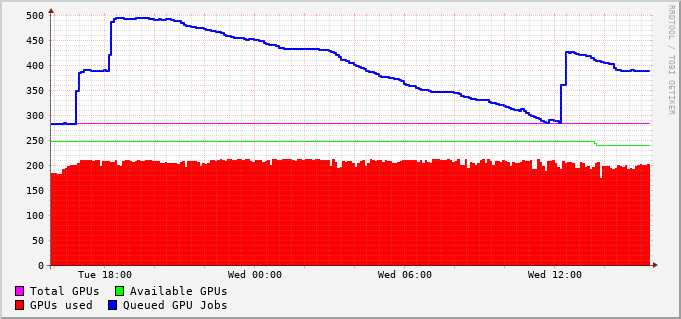 500
450
400
350
300
250
200
150
100
50
0
Tue 18:00 Wed 00:00 Wed 06:00 Wed 12:00
Total GPUs Available GPUs
GPUs used Queued GPU Jobs
RRDTOOL / TOBI OETIKER